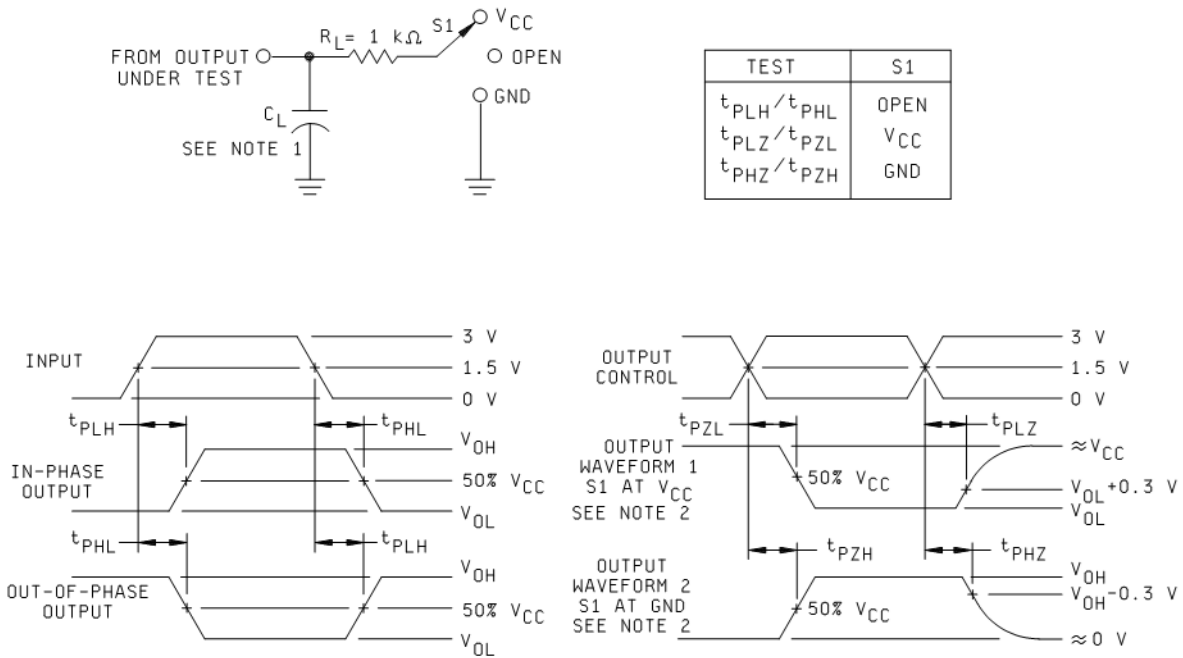 R_L = 1 kΩ
S1
V_CC
FROM OUTPUT
UNDER TEST
OPEN
GND
C_L
SEE NOTE 1
TEST S1
t_PLH/t_PHL OPEN
t_PLZ/t_PZL V_CC
t_PHZ/t_PZH GND
INPUT
3 V
1.5 V
0 V
t_PLH
t_PHL
IN-PHASE
OUTPUT
V_OH
50% V_CC
V_OL
t_PHL
t_PLH
OUT-OF-PHASE
OUTPUT
V_OH
50% V_CC
V_OL
OUTPUT
CONTROL
3 V
1.5 V
0 V
t_PZL
t_PLZ
OUTPUT
WAVEFORM 1
S1 AT V_CC
SEE NOTE 2
50% V_CC
≈V_CC
V_OL+0.3 V
V_OL
t_PZH
t_PHZ
OUTPUT
WAVEFORM 2
S1 AT GND
SEE NOTE 2
50% V_CC
V_OH
V_OH-0.3 V
≈0 V